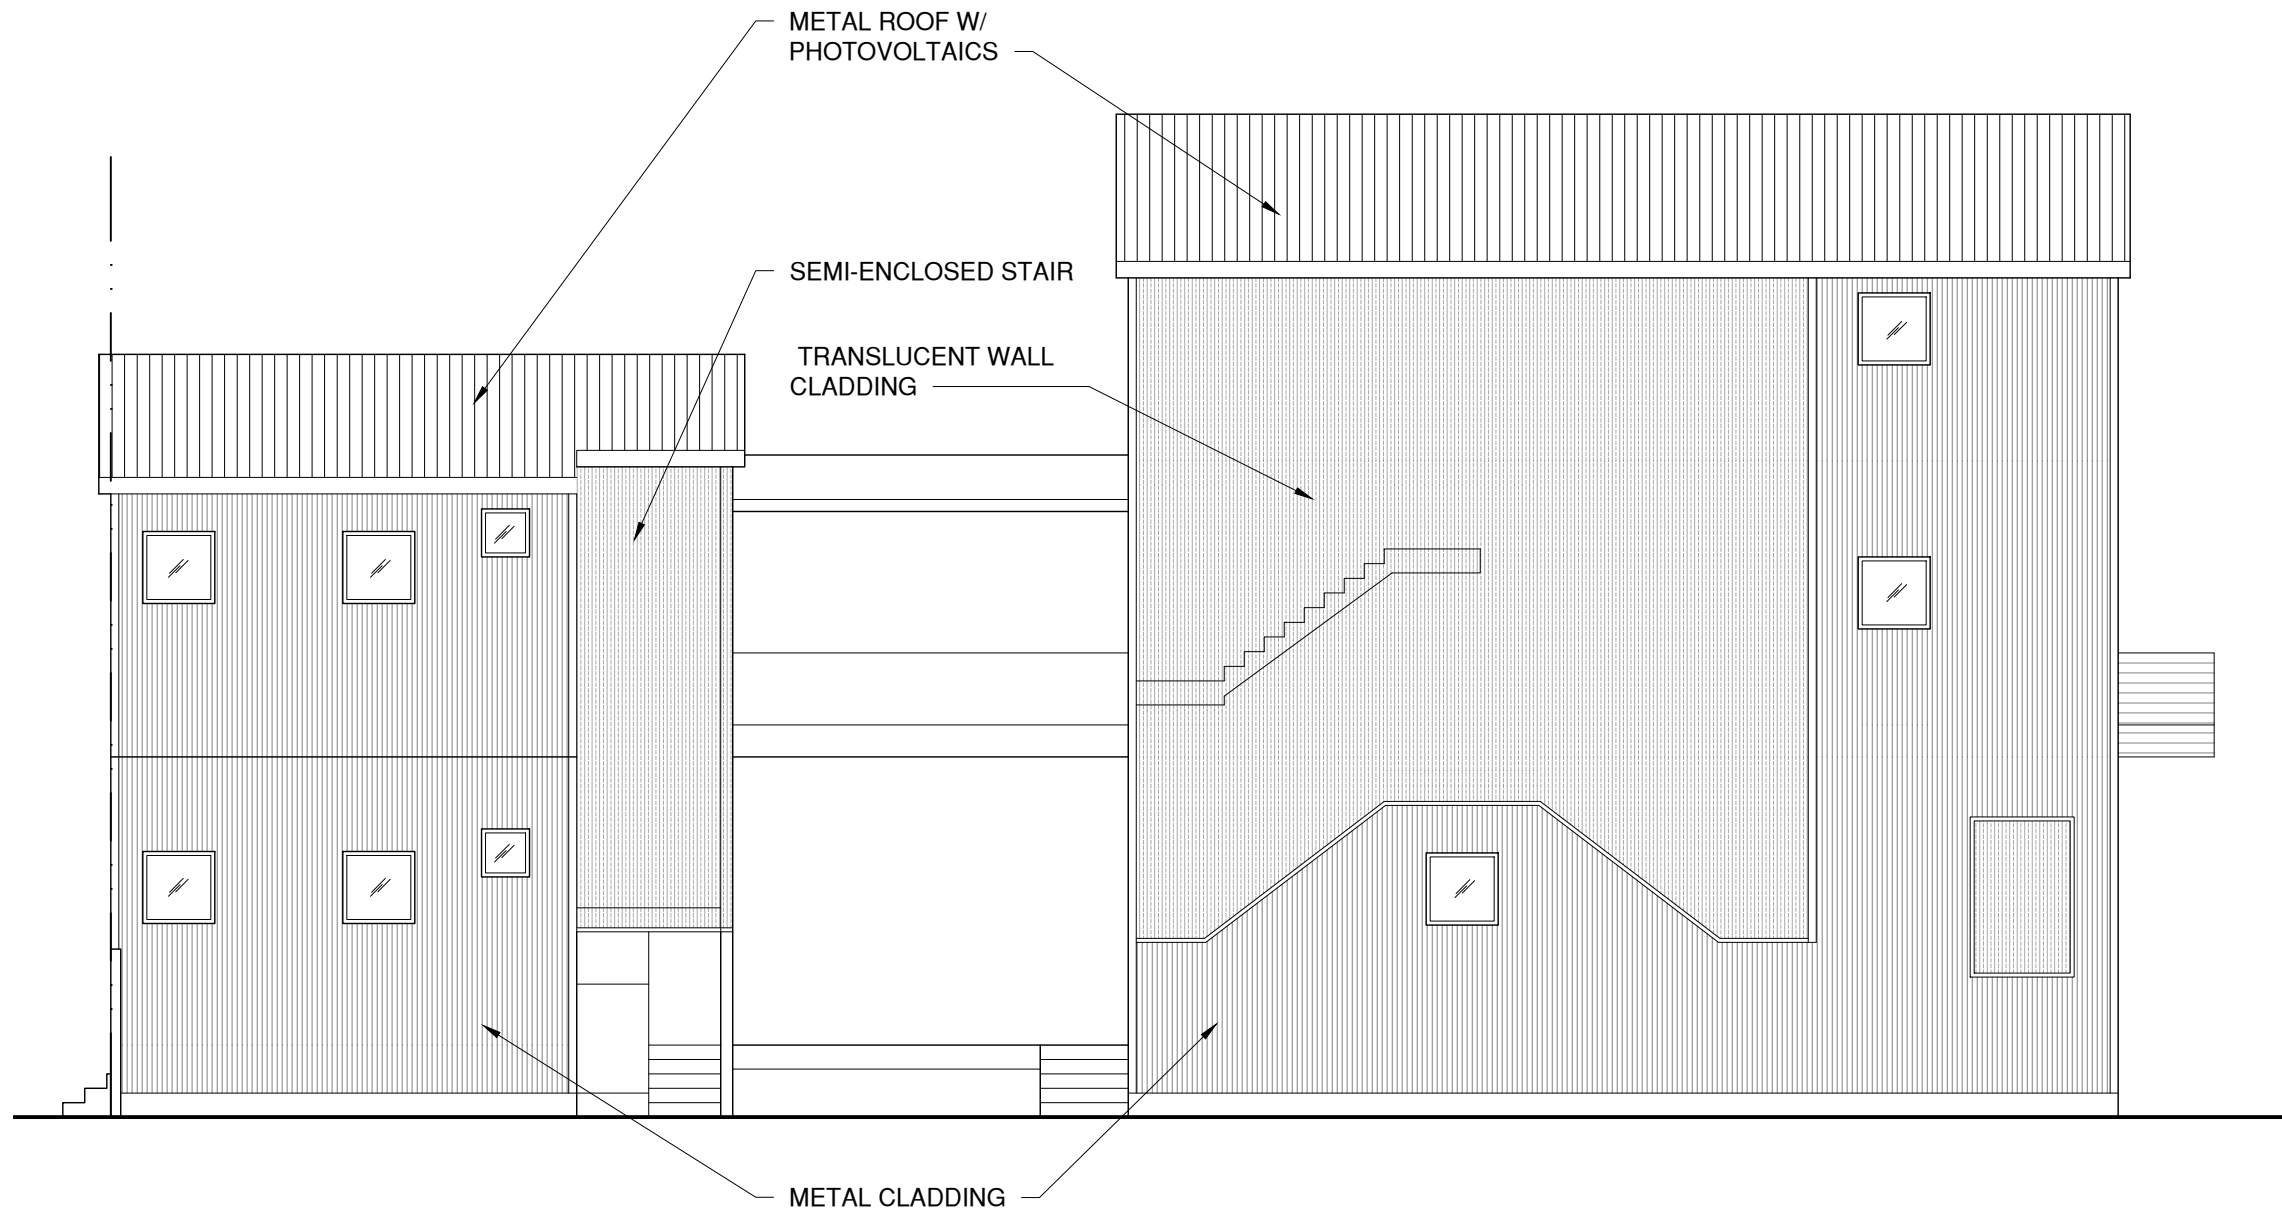 METAL ROOF W/
PHOTOVOLTAICS
SEMI-ENCLOSED STAIR
TRANSLUCENT WALL
CLADDING
METAL CLADDING